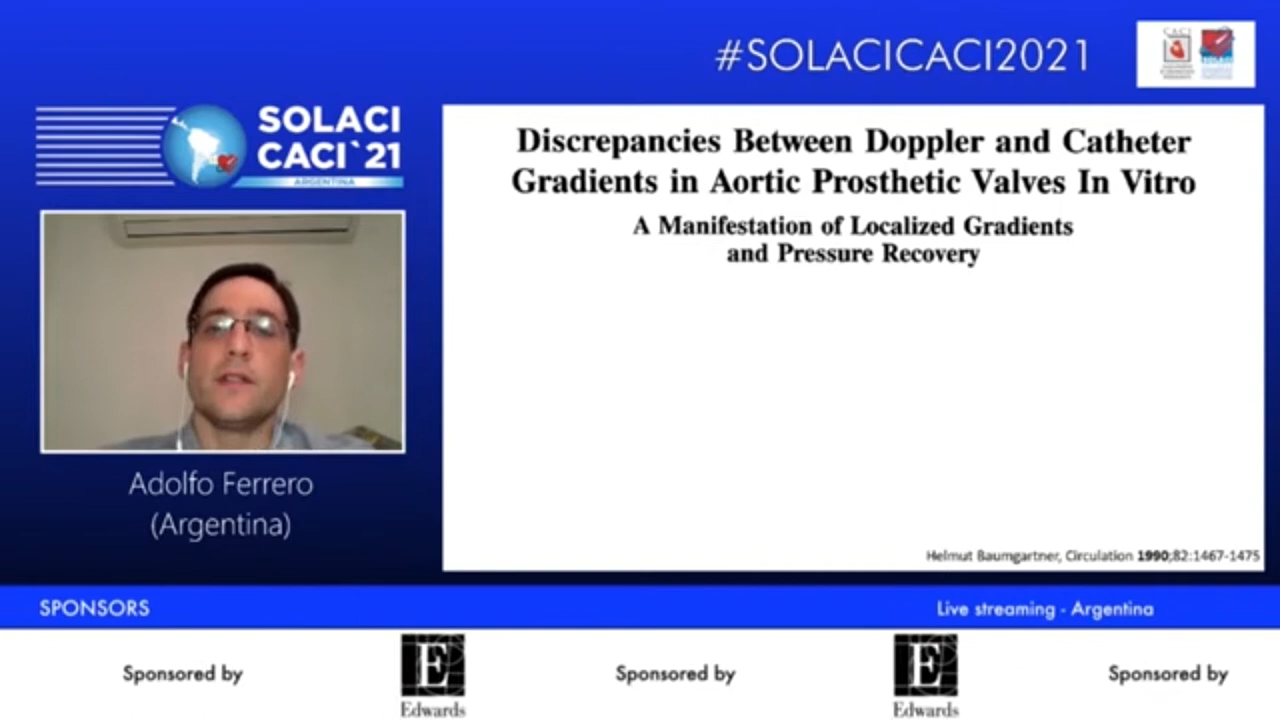 #SOLACICACI2021
CACI
SOLACI
CACI`21
ARGENTINA
Discrepancies Between Doppler and Catheter
Gradients in Aortic Prosthetic Valves In Vitro
A Manifestation of Localized Gradients
and Pressure Recovery
Helmut Baumgartner, Circulation 1990;82:1467-1475
Adolfo Ferrero
(Argentina)
SPONSORS
Live streaming - Argentina
Sponsored by
E
Edwards
Sponsored by
E
Edwards
Sponsored by